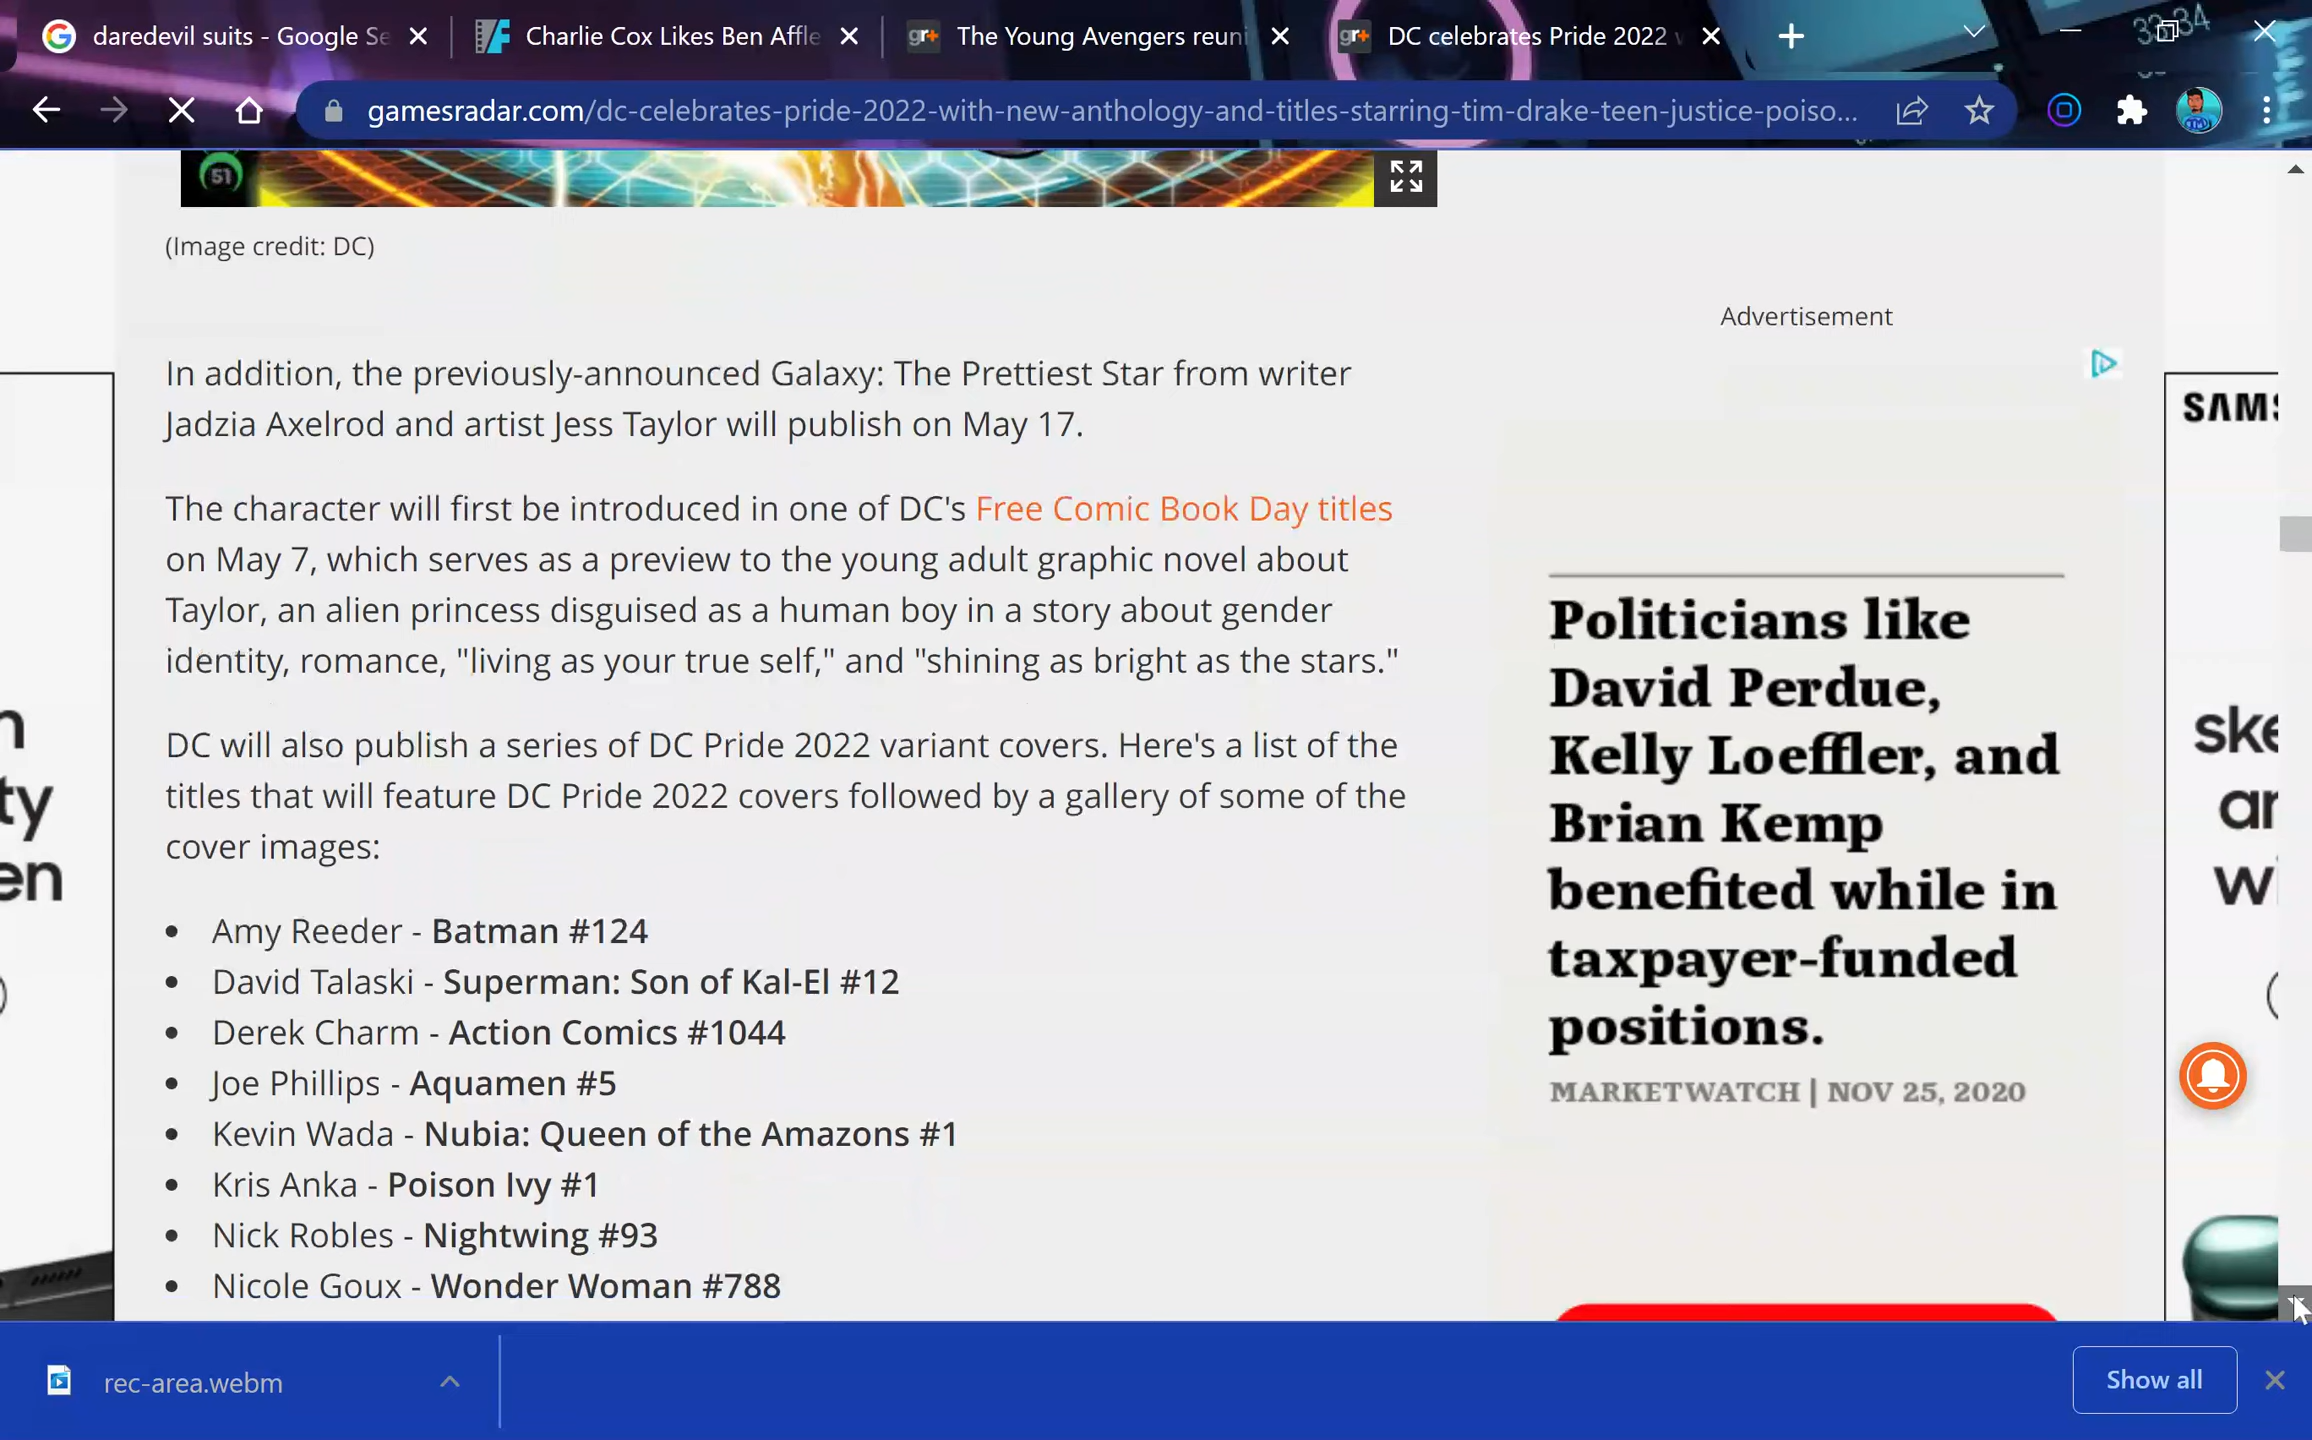 daredevil suits - Google Se
Charlie Cox Likes Ben Affle
The Young Avengers reuni
DC celebrates Pride 2022 w
33:34
gamesradar.com/dc-celebrates-pride-2022-with-new-anthology-and-titles-starring-tim-drake-teen-justice-poiso...
51
(Image credit: DC)
In addition, the previously-announced Galaxy: The Prettiest Star from writer
Jadzia Axelrod and artist Jess Taylor will publish on May 17.
The character will first be introduced in one of DC's Free Comic Book Day titles
on May 7, which serves as a preview to the young adult graphic novel about
Taylor, an alien princess disguised as a human boy in a story about gender
identity, romance, "living as your true self," and "shining as bright as the stars."
DC will also publish a series of DC Pride 2022 variant covers. Here's a list of the
titles that will feature DC Pride 2022 covers followed by a gallery of some of the
cover images:
Amy Reeder - Batman #124
David Talaski - Superman: Son of Kal-El #12
Derek Charm - Action Comics #1044
Joe Phillips - Aquamen #5
Kevin Wada - Nubia: Queen of the Amazons #1
Kris Anka - Poison Ivy #1
Nick Robles - Nightwing #93
Nicole Goux - Wonder Woman #788
Advertisement
Politicians like
David Perdue,
Kelly Loeffler, and
Brian Kemp
benefited while in
taxpayer-funded
positions.
MARKETWATCH | NOV 25, 2020
SAMS
ske
ar
wi
n
ty
en
rec-area.webm
Show all